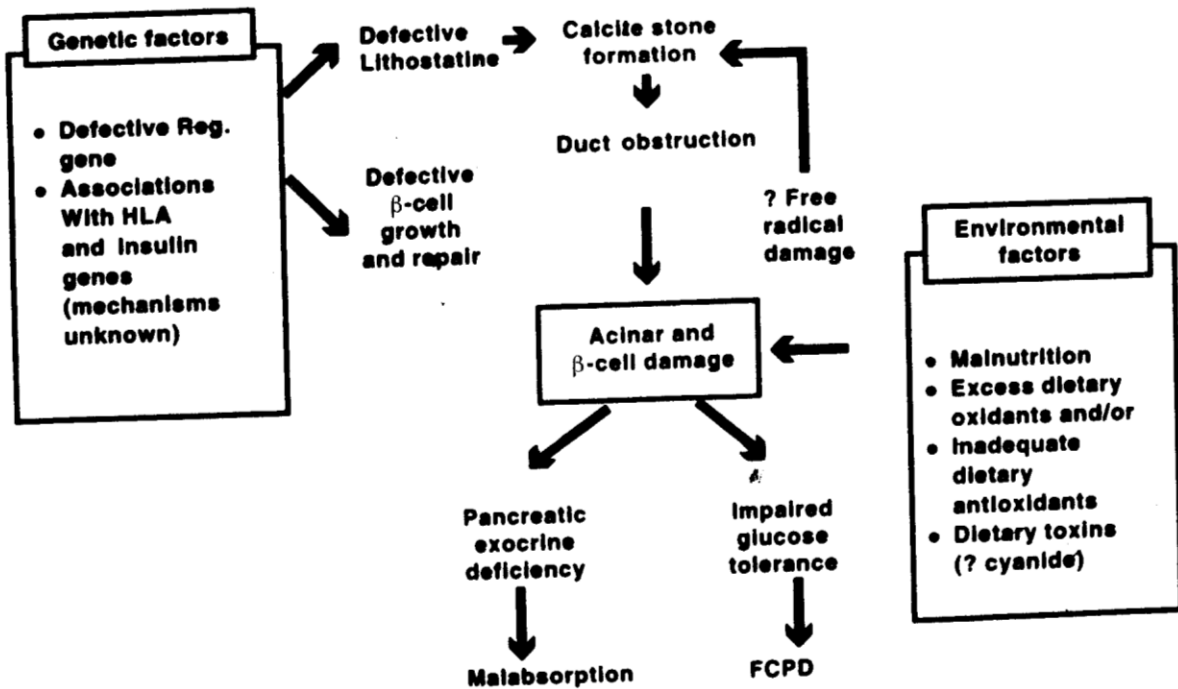 Genetic factors
• Defective Reg.
gene
• Associations
With HLA
and insulin
genes
(mechanisms
unknown)
Defective
Lithostatine
Calcite stone
formation
Duct obstruction
Defective
β-cell
growth
and repair
? Free
radical
damage
Environmental
factors
• Malnutrition
• Excess dietary
oxidants and/or
• Inadequate
dietary
antioxidants
• Dietary toxins
(? cyanide)
Acinar and
β-cell damage
Pancreatic
exocrine
deficiency
Impaired
glucose
tolerance
Malabsorption
FCPD